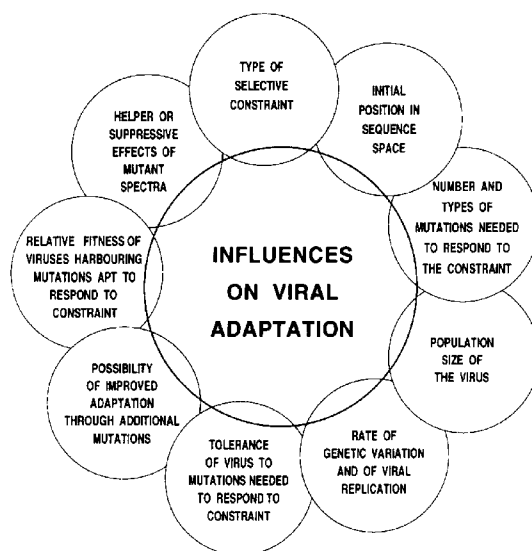 TYPE OF
SELECTIVE
CONSTRAINT
INITIAL
POSITION IN
SEQUENCE
SPACE
NUMBER AND
TYPES OF
MUTATIONS NEEDED
TO RESPOND TO
THE CONSTRAINT
POPULATION
SIZE OF
THE VIRUS
RATE OF
GENETIC VARIATION
AND OF VIRAL
REPLICATION
TOLERANCE
OF VIRUS TO
MUTATIONS NEEDED
TO RESPOND TO
CONSTRAINT
POSSIBILITY
OF IMPROVED
ADAPTATION
THROUGH ADDITIONAL
MUTATIONS
RELATIVE FITNESS OF
VIRUSES HARBOURING
MUTATIONS APT TO
RESPOND TO
CONSTRAINT
HELPER OR
SUPPRESSIVE
EFFECTS OF
MUTANT
SPECTRA
INFLUENCES
ON VIRAL
ADAPTATION